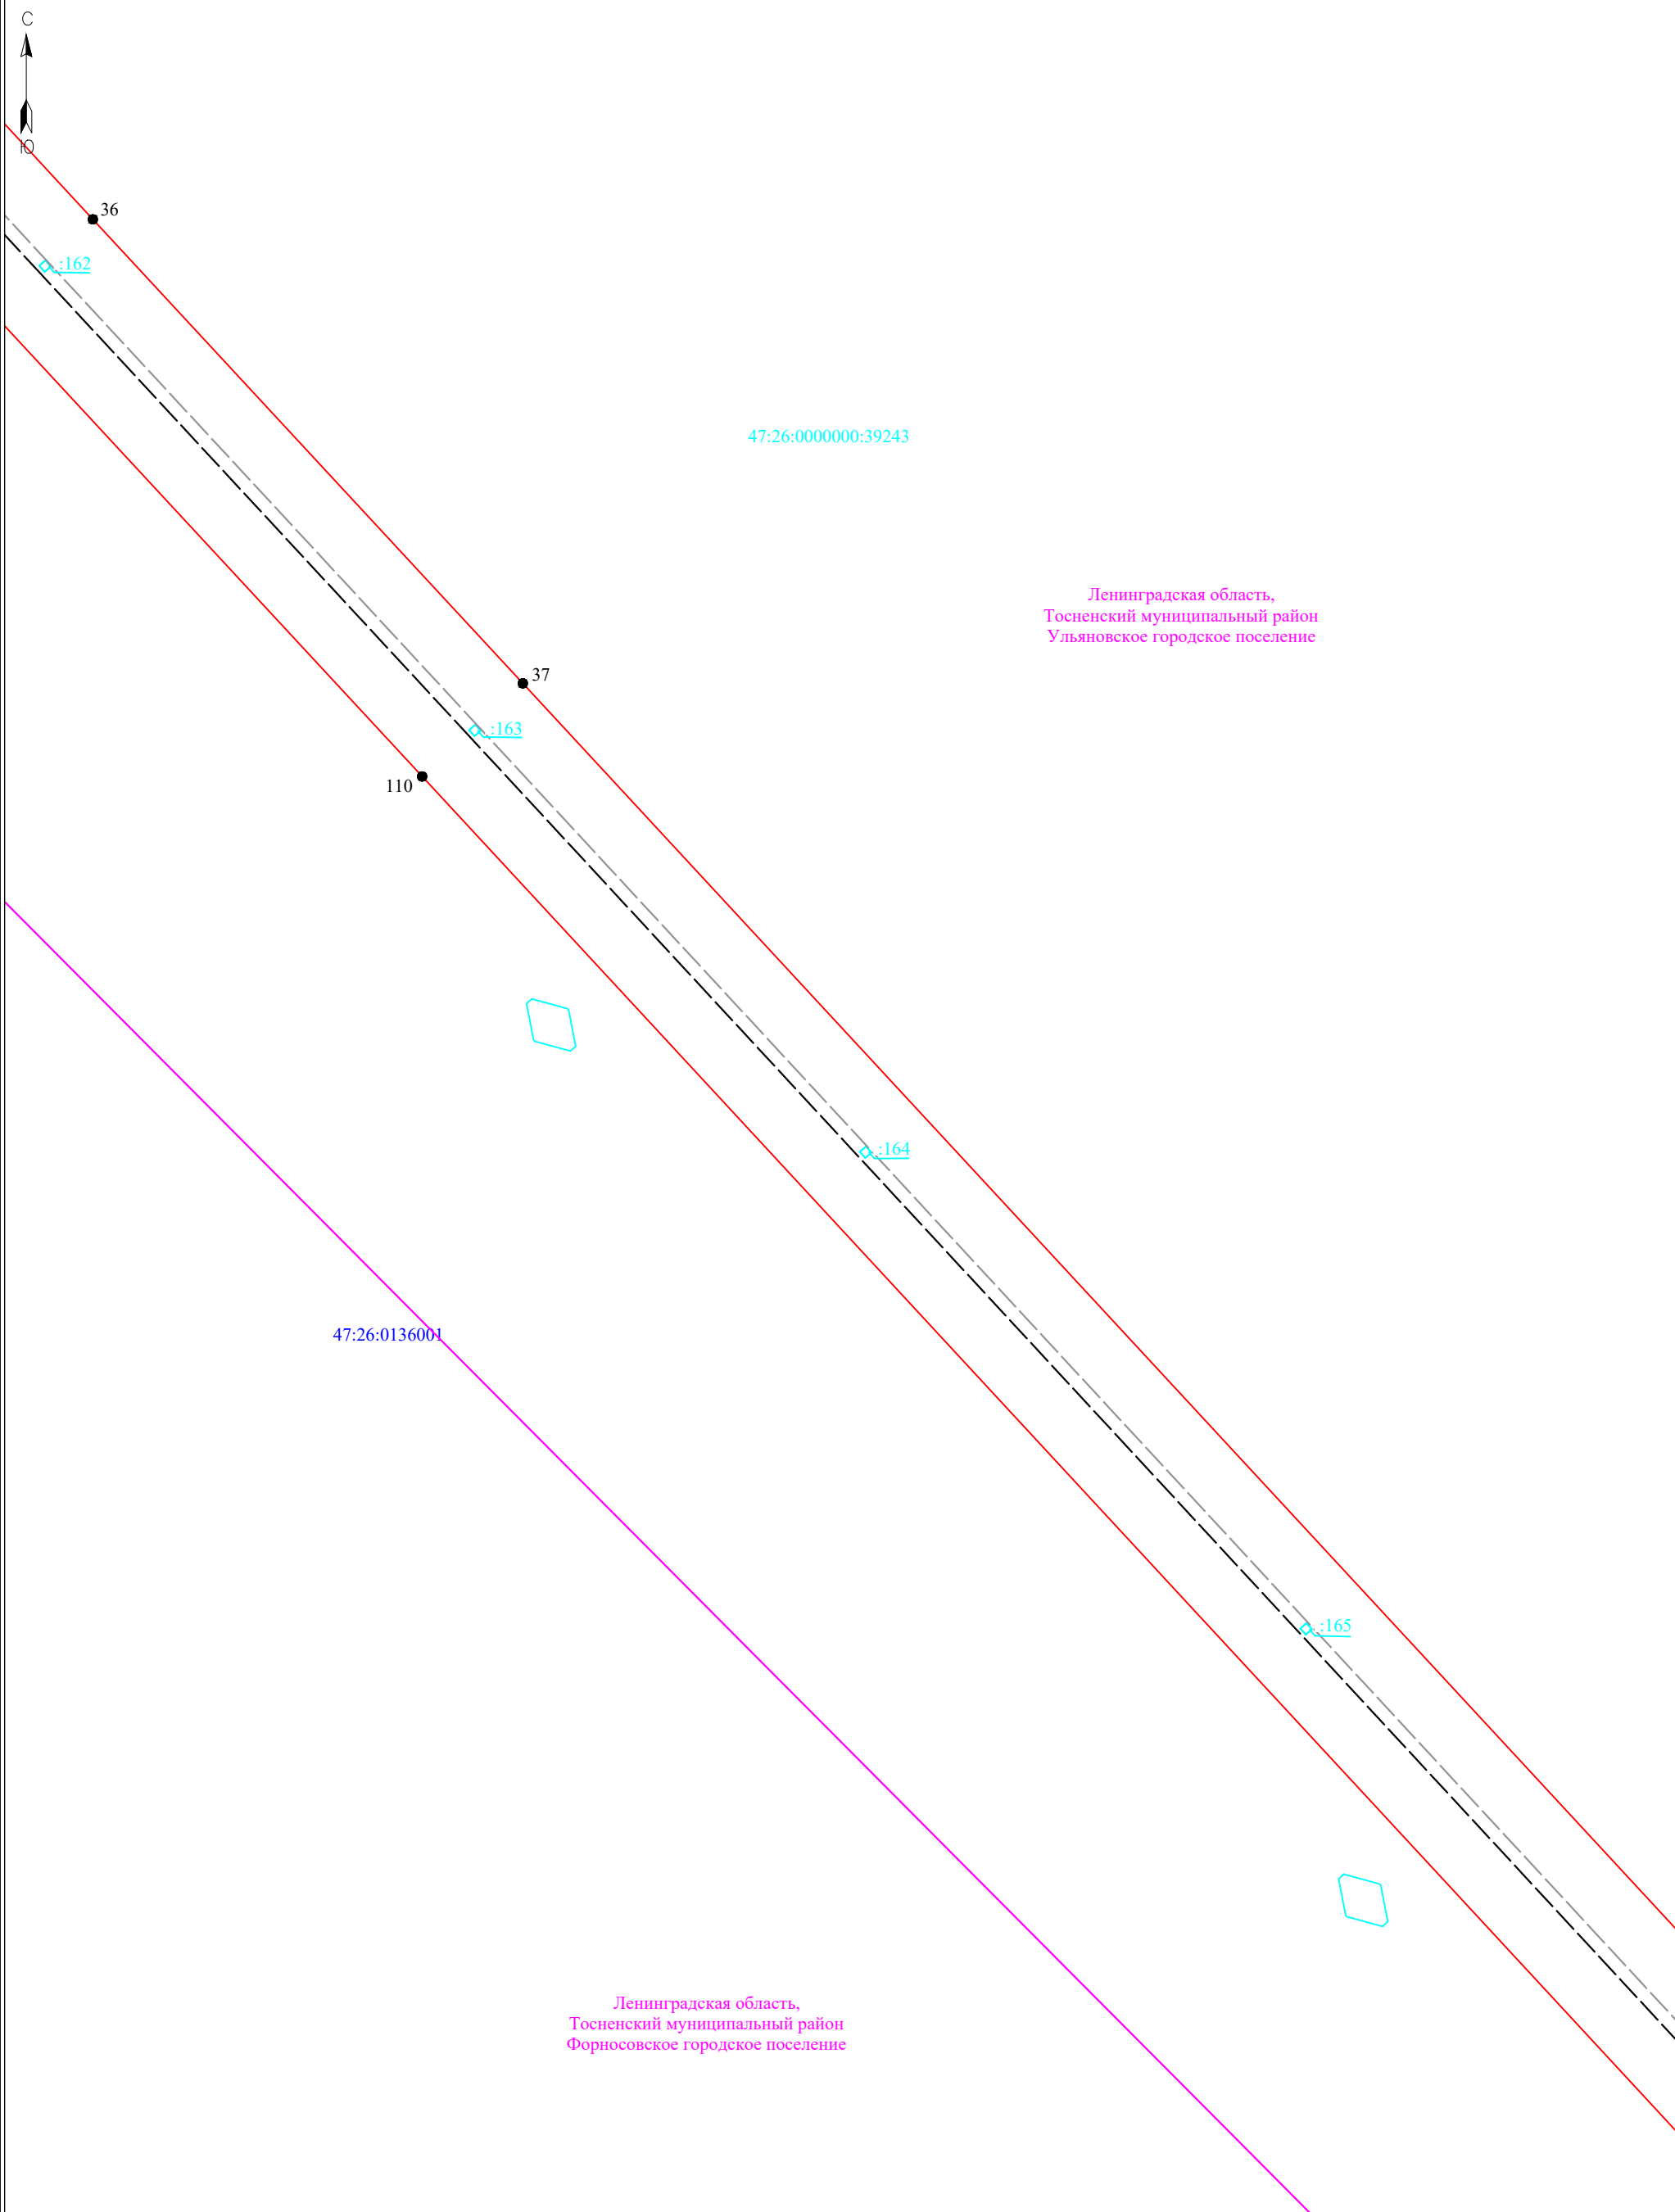 С
Ю
36
:162
47:26:0000000:39243
Ленинградская область,
Тосненский муниципальный район
Ульяновское городское поселение
37
:163
110
:164
47:26:0136001
:165
Ленинградская область,
Тосненский муниципальный район
Форносовское городское поселение